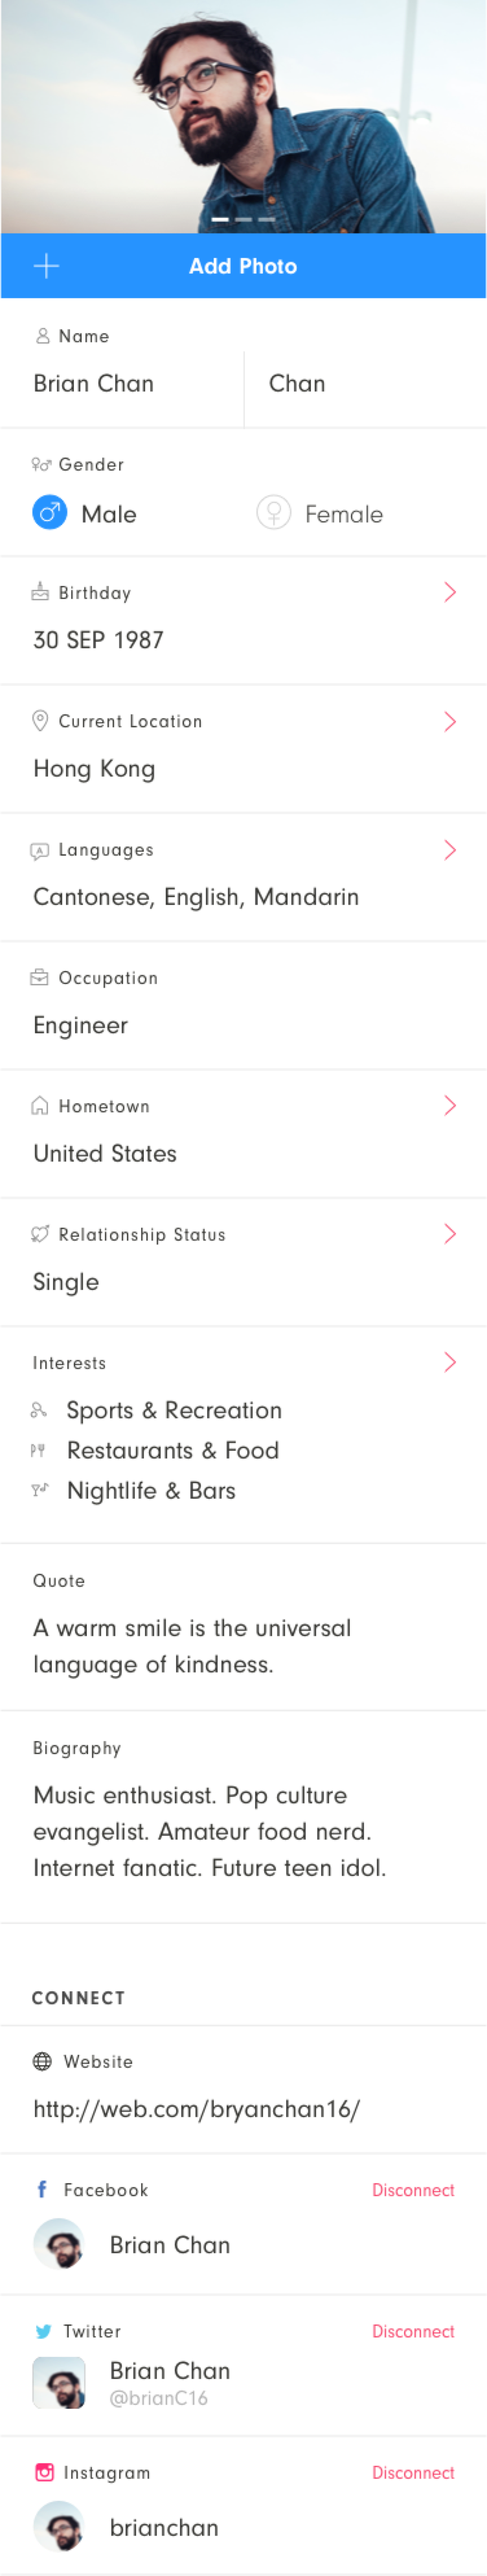 Add Photo
Name
Brian Chan
Chan
Gender
Male
Female
Birthday
30 SEP 1987
Current Location
Hong Kong
Languages
Cantonese, English, Mandarin
Occupation
Engineer
Hometown
United States
Relationship Status
Single
Interests
Sports & Recreation
Restaurants & Food
Nightlife & Bars
Quote
A warm smile is the universal
language of kindness.
Biography
Music enthusiast. Pop culture
evangelist. Amateur food nerd.
Internet fanatic. Future teen idol.
CONNECT
Website
http://web.com/bryanchan16/
Facebook
Disconnect
Brian Chan
Twitter
Disconnect
Brian Chan
@brianC16
Instagram
Disconnect
brianchan